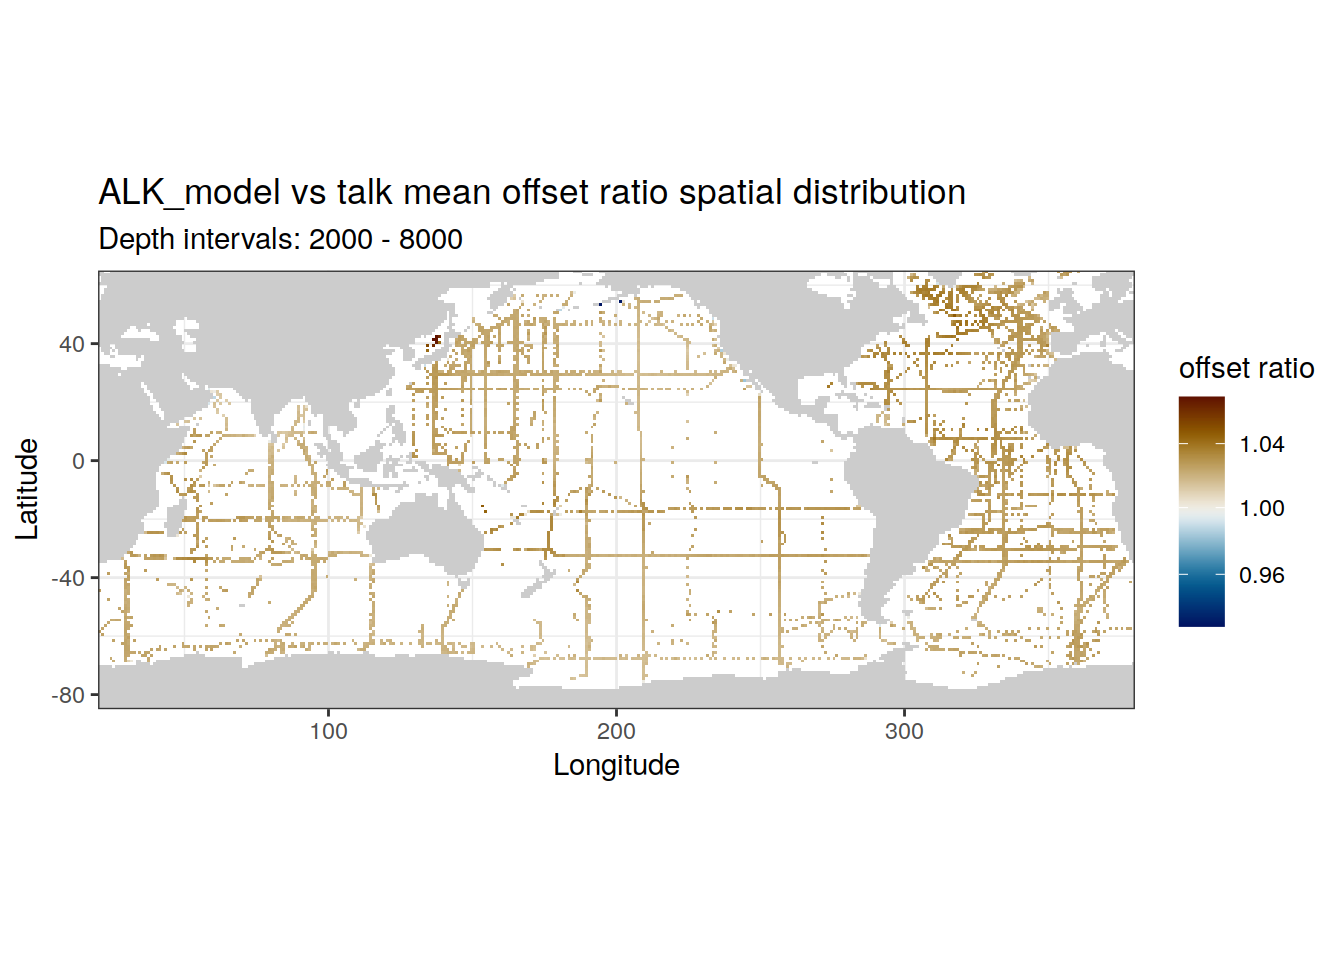 ALK_model vs talk mean offset ratio spatial distribution
Depth intervals: 2000 - 8000
offset ratio
1.04
1.00
0.96
40
0
-40
-80
Latitude
100
200
300
Longitude